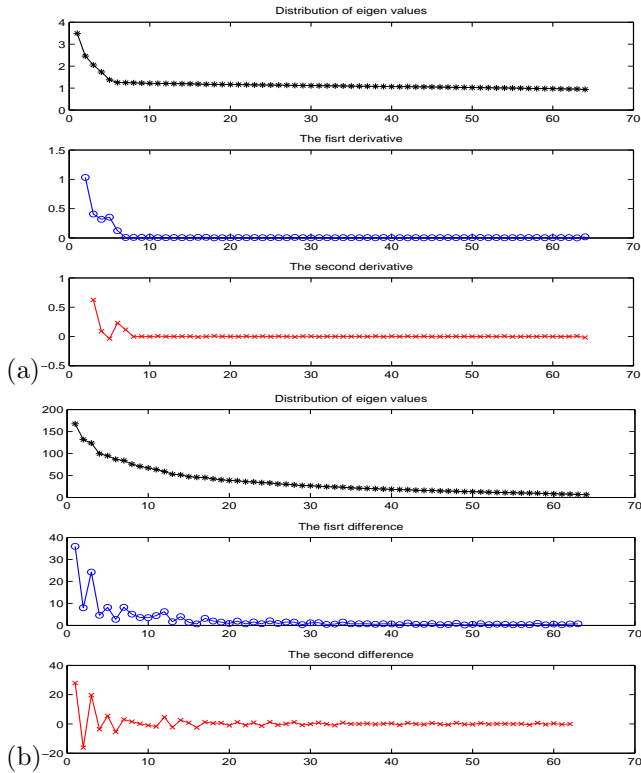 Distribution of eigen values
4
3
2
1
0
0 10 20 30 40 50 60 70
The fisrt derivative
1.5
1
0.5
0
0 10 20 30 40 50 60 70
The second derivative
1
0.5
0
−0.5
0 10 20 30 40 50 60 70
(a)
Distribution of eigen values
200
150
100
50
0
0 10 20 30 40 50 60 70
The fisrt difference
40
30
20
10
0
0 10 20 30 40 50 60 70
The second difference
40
20
0
−20
0 10 20 30 40 50 60 70
(b)